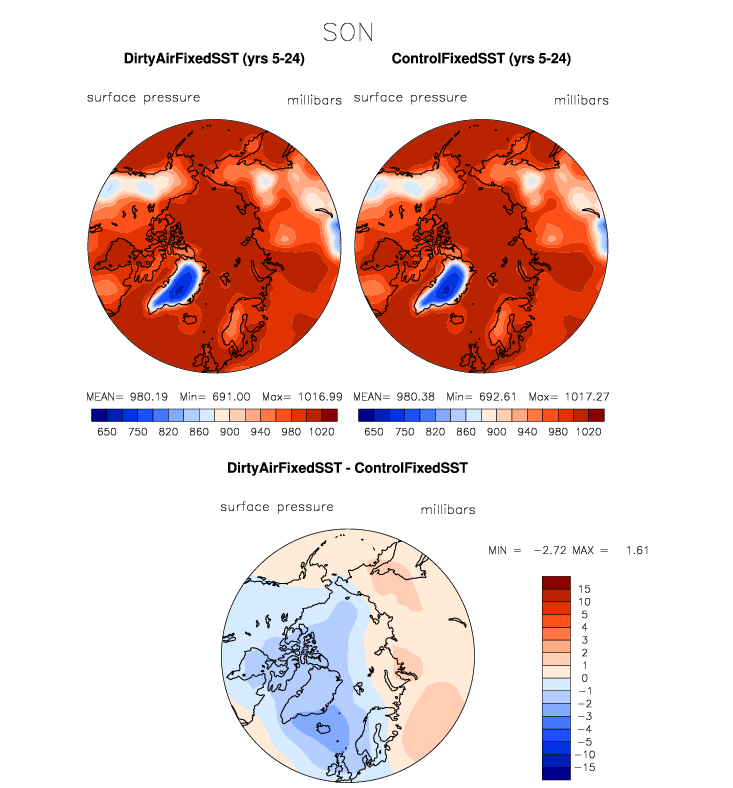 SON
DirtyAirFixedSST (yrs 5-24) ControlFixedSST (yrs 5-24)
surface pressure millibars surface pressure millibars
MEAN= 980.19 Min= 691.00 Max= 1016.99 MEAN= 980.38 Min= 692.61 Max= 1017.27
650 750 820 860 900 940 980 1020 650 750 820 860 900 940 980 1020
DirtyAirFixedSST - ControlFixedSST
surface pressure millibars
MIN = −2.72 MAX = 1.61
15
10
5
4
3
2
1
0
−1
−2
−3
−4
−5
−10
−15